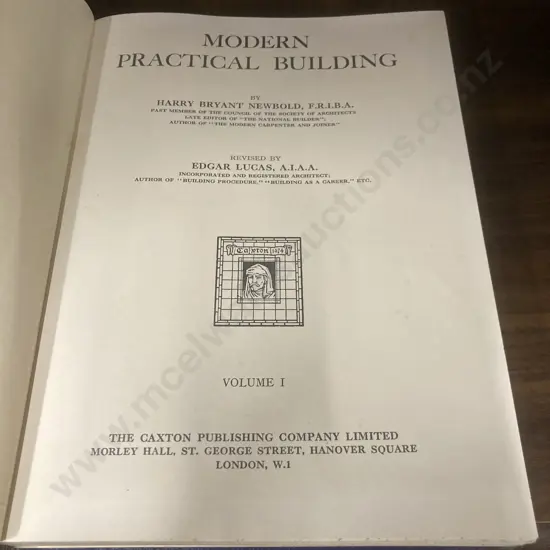 MODERN
PRACTICAL BUILDING
BY
HARRY BRYANT NEWBOLD, F.R.I.B.A.
PAST MEMBER OF THE COUNCIL OF THE SOCIETY OF ARCHITECTS
LATE EDITOR OF "THE NATIONAL BUILDER";
AUTHOR OF "THE MODERN CARPENTER AND JOINER"
REVISED BY
EDGAR LUCAS, A.I.A.A.
INCORPORATED AND REGISTERED ARCHITECT;
AUTHOR OF "BUILDING PROCEDURE," "BUILDING AS A CAREER," ETC.
Caxton
VOLUME I
THE CAXTON PUBLISHING COMPANY LIMITED
MORLEY HALL, ST. GEORGE STREET, HANOVER SQUARE
LONDON, W.1